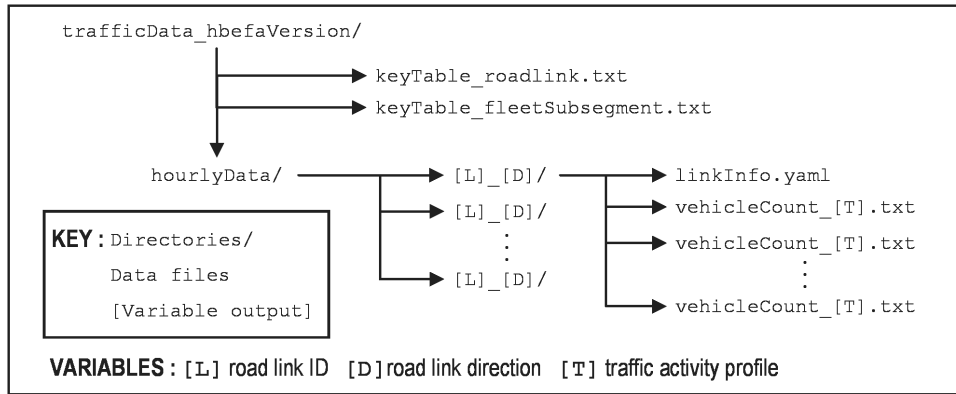 trafficData_hbefaVersion/
keyTable_roadlink.txt
keyTable_fleetSubsegment.txt
hourlyData/ [L]_[D]/ linkInfo.yaml
[L]_[D]/ vehicleCount_[T].txt
vehicleCount_[T].txt
[L]_[D]/ vehicleCount_[T].txt
KEY : Directories/
Data files
[Variable output]
VARIABLES : [L] road link ID [D] road link direction [T] traffic activity profile